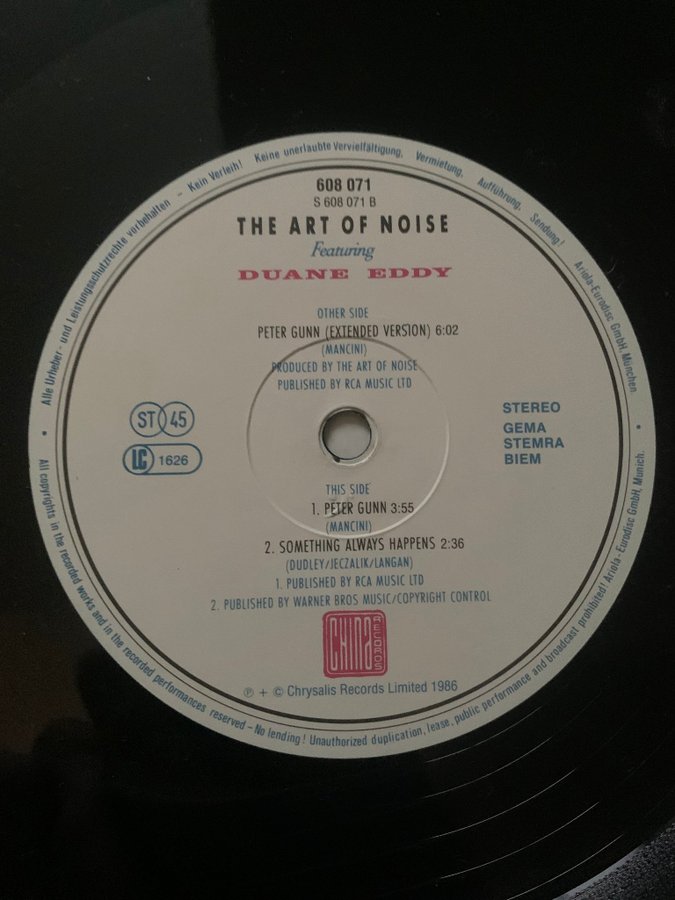 Alle Urheber- und Leistungsschutzrechte vorbehalten – Kein Verleih! Keine unerlaubte Vervielfältigung, Vermietung, Aufführung, Sendung! Ariola-Eurodisc GmbH, München.
608 071
S 608 071 B
THE ART OF NOISE
Featuring
DUANE EDDY
OTHER SIDE
PETER GUNN (EXTENDED VERSION) 6:02
(MANCINI)
PRODUCED BY THE ART OF NOISE
PUBLISHED BY RCA MUSIC LTD
ST 45
LC 1626
STEREO
GEMA
STEMRA
BIEM
THIS SIDE
1. PETER GUNN 3:55
(MANCINI)
2. SOMETHING ALWAYS HAPPENS 2:36
(DUDLEY/JECZALIK/LANGAN)
1. PUBLISHED BY RCA MUSIC LTD
2. PUBLISHED BY WARNER BROS MUSIC/COPYRIGHT CONTROL
CHINA RECORDS
℗ + © Chrysalis Records Limited 1986
All copyrights in the recorded works and in the recorded performances reserved – No lending! Unauthorized duplication, lease, public performance and broadcast prohibited! Ariola-Eurodisc GmbH, Munich.